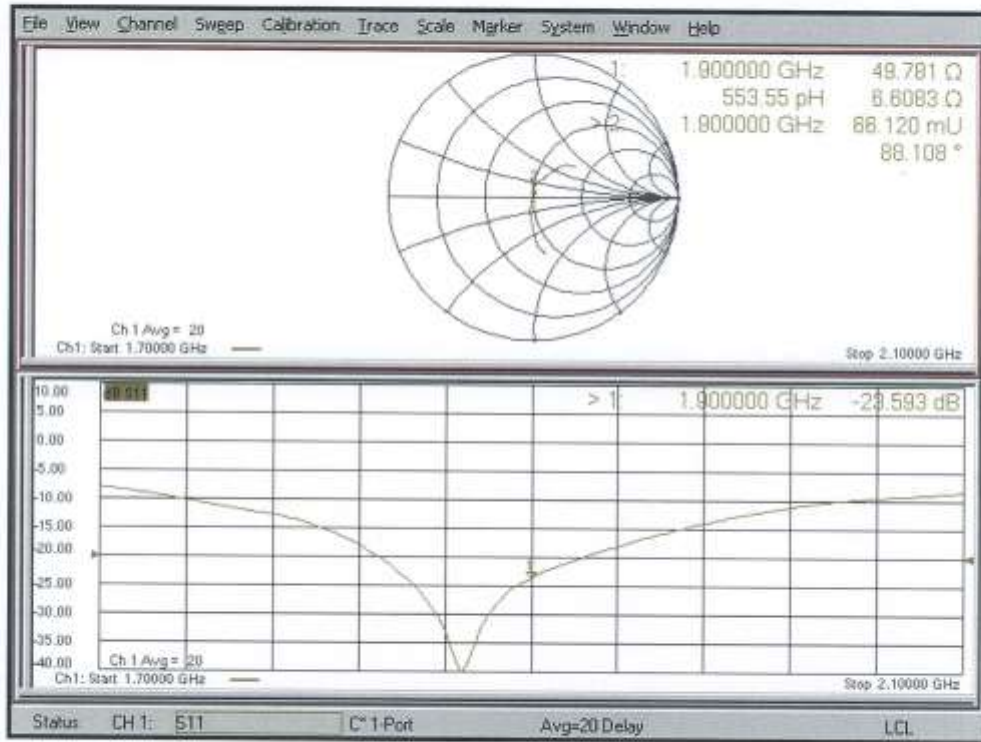 File View Channel Sweep Calibration Trace Scale Marker System Window Help
1: 1.900000 GHz 49.781 Ω
553.55 pH 6.6083 Ω
> 2: 1.900000 GHz 66.120 mU
88.108 °
Ch 1 Avg = 20
Ch1: Start 1.70000 GHz
Stop 2.10000 GHz
10.00
dB S11
> 1: 1.900000 GHz -23.593 dB
5.00
0.00
-5.00
-10.00
-15.00
-20.00
-25.00
-30.00
-35.00
-40.00
1
Ch 1 Avg = 20
Ch1: Start 1.70000 GHz
Stop 2.10000 GHz
Status CH 1: S11 C* 1-Port Avg=20 Delay LCL